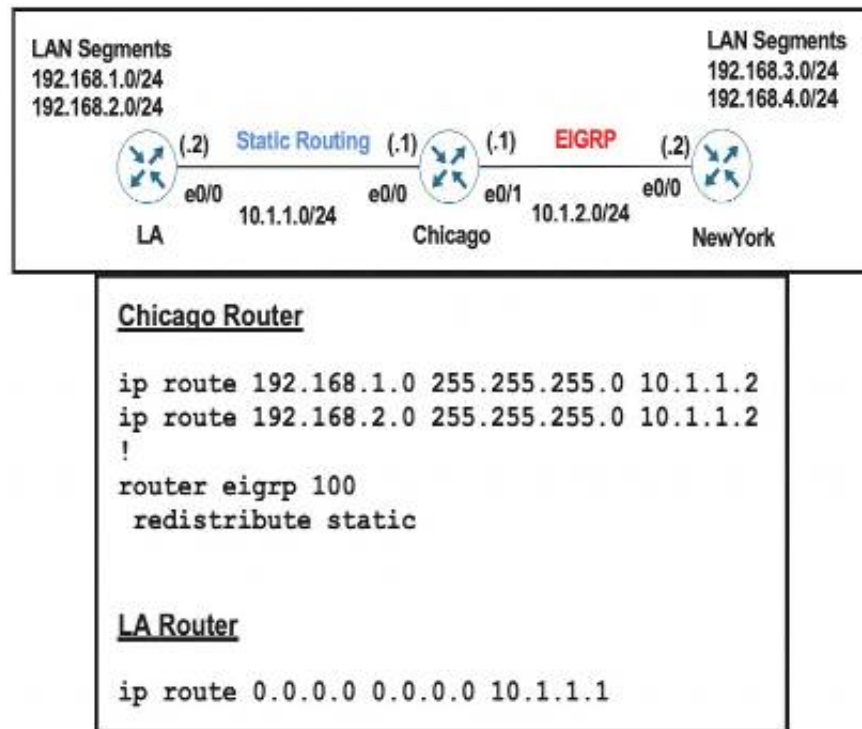 LAN Segments
192.168.1.0/24
192.168.2.0/24
LAN Segments
192.168.3.0/24
192.168.4.0/24
(.2) Static Routing (.1) (.1) EIGRP (.2)
e0/0 10.1.1.0/24 e0/0 e0/1 10.1.2.0/24 e0/0
LA Chicago NewYork
Chicago Router
ip route 192.168.1.0 255.255.255.0 10.1.1.2
ip route 192.168.2.0 255.255.255.0 10.1.1.2
!
router eigrp 100
redistribute static
LA Router
ip route 0.0.0.0 0.0.0.0 10.1.1.1